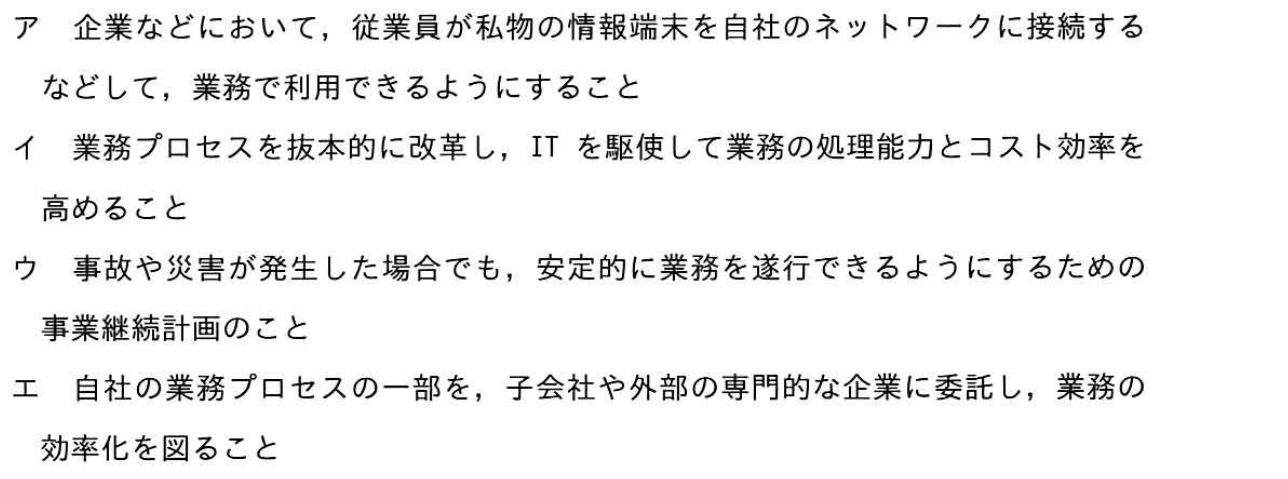 ア　企業などにおいて，従業員が私物の情報端末を自社のネットワークに接続する
などして，業務で利用できるようにすること
イ　業務プロセスを抜本的に改革し，IT を駆使して業務の処理能力とコスト効率を
高めること
ウ　事故や災害が発生した場合でも，安定的に業務を遂行できるようにするための
事業継続計画のこと
エ　自社の業務プロセスの一部を，子会社や外部の専門的な企業に委託し，業務の
効率化を図ること